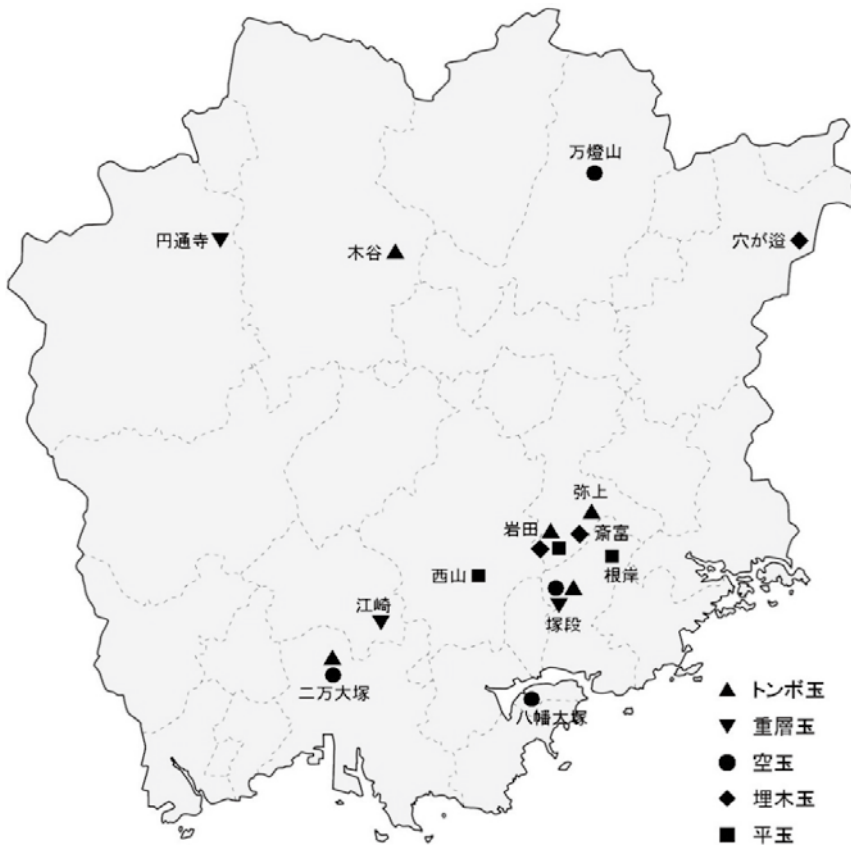 万燈山
円通寺
木谷
穴が逧
弥上
岩田
斎富
西山
根岸
江崎
塚段
二万大塚
八幡大塚
トンボ玉
重層玉
空玉
埋木玉
平玉